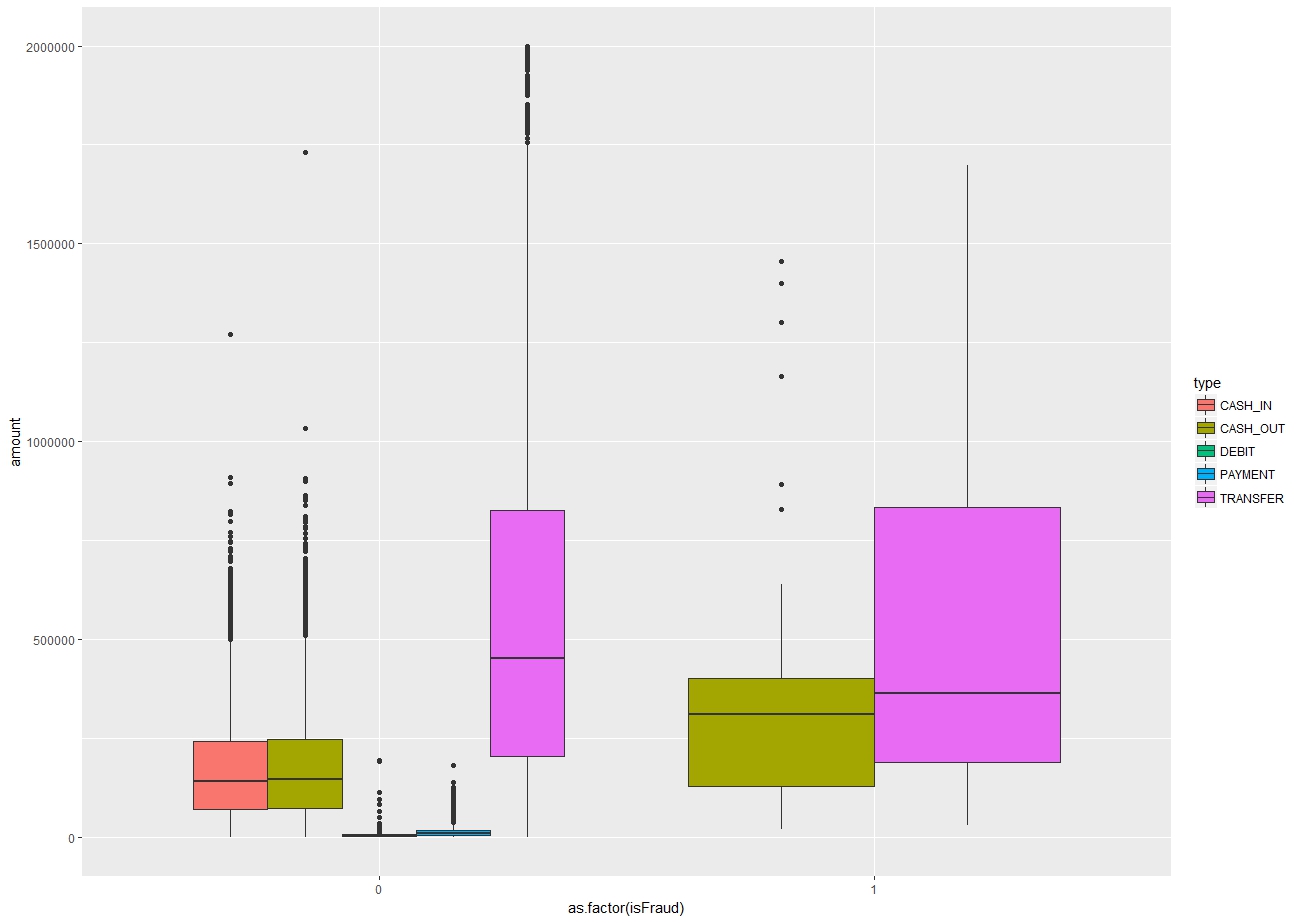 2000000
1500000
1000000
500000
0
amount
0
1
as.factor(isFraud)
type
CASH_IN
CASH_OUT
DEBIT
PAYMENT
TRANSFER